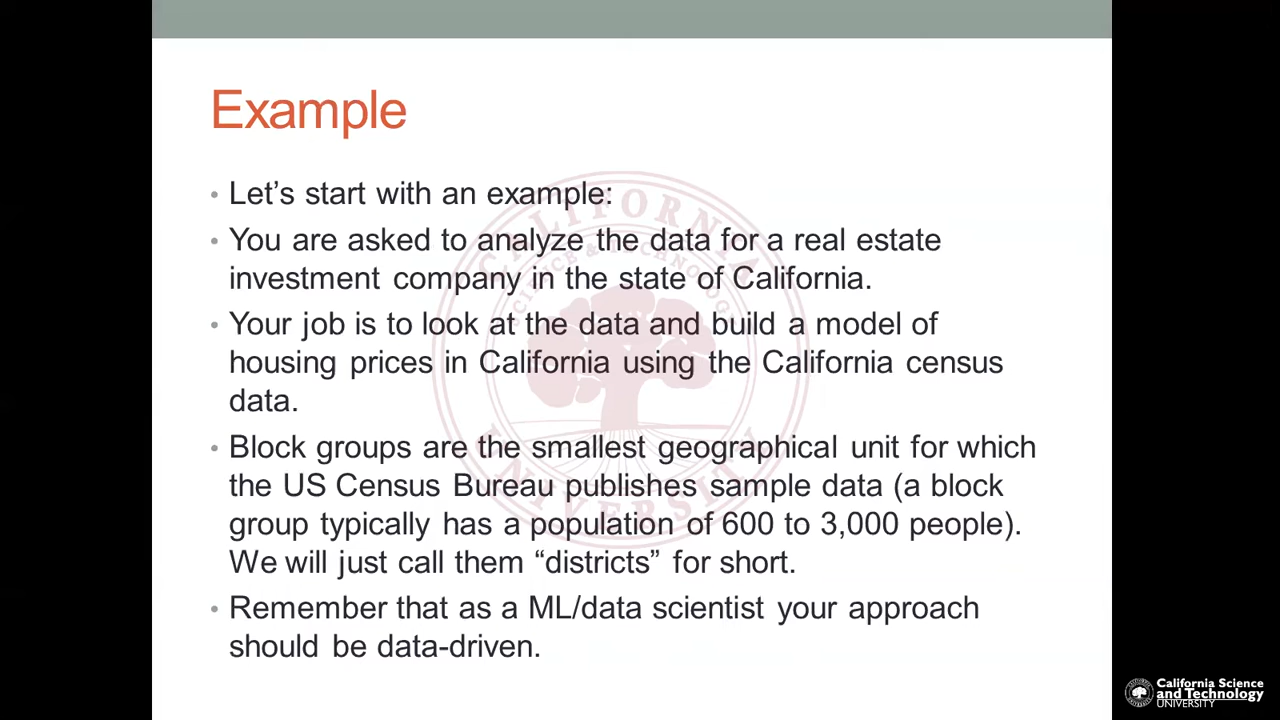 Example
• Let’s start with an example:
• You are asked to analyze the data for a real estate
investment company in the state of California.
• Your job is to look at the data and build a model of
housing prices in California using the California census
data.
• Block groups are the smallest geographical unit for which
the US Census Bureau publishes sample data (a block
group typically has a population of 600 to 3,000 people).
We will just call them “districts” for short.
• Remember that as a ML/data scientist your approach
should be data-driven.
CALIFORNIA
SCIENCE & TECHNOLOGY
UNIVERSITY
California Science
and Technology
UNIVERSITY